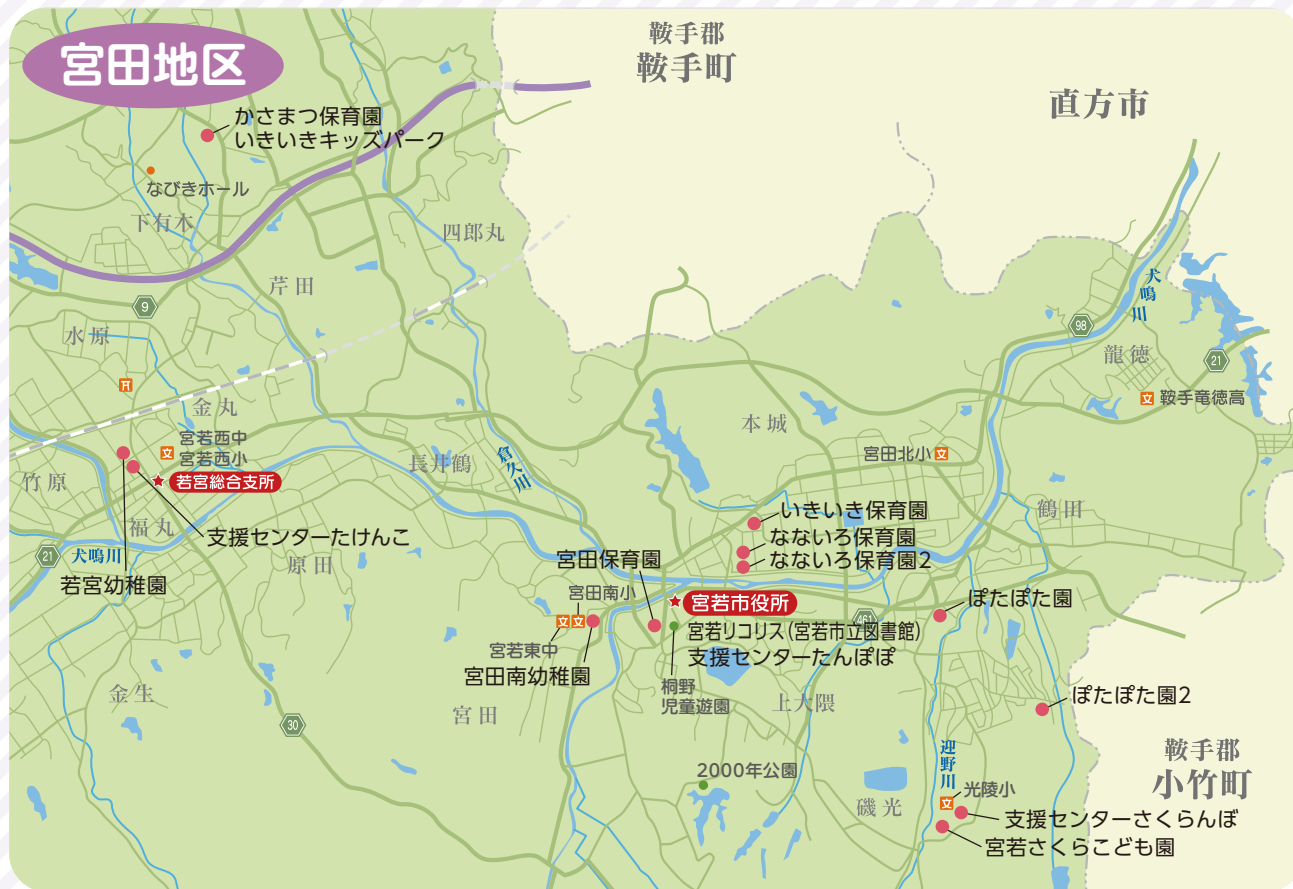 宮田地区
鞍手郡
鞍手町
直方市
かさまつ保育園
いきいきキッズパーク
なびきホール
下有木
四郎丸
芹田
犬鳴川
9
98
水原
龍徳
21
鞍手竜徳高
金丸
本城
宮若西中
宮若西小
宮田北小
長井鶴
倉久川
竹原
若宮総合支所
鶴田
いきいき保育園
福丸
支援センターたけんこ
なないろ保育園
なないろ保育園2
21
犬鳴川
原田
宮田保育園
若宮幼稚園
宮田南小
宮若市役所
ぽたぽた園
461
宮若リコリス(宮若市立図書館)
支援センターたんぽぽ
宮若東中
宮田南幼稚園
桐野
児童遊園
金生
上大隈
ぽたぽた園2
宮田
30
迎野川
鞍手郡
小竹町
2000年公園
光陵小
磯光
支援センターさくらんぼ
宮若さくらこども園
文
文
文
文
文
文